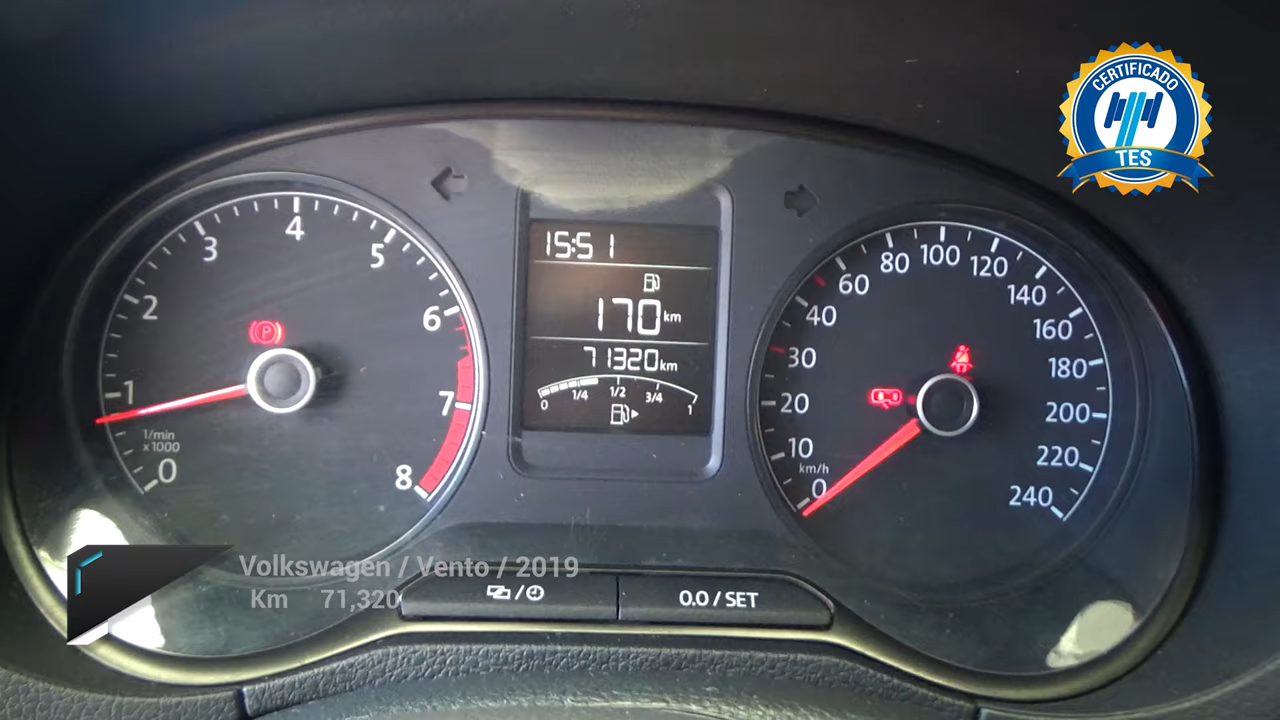 CERTIFICADO
TES
15:51
170 km
71320 km
0 1/4 1/2 3/4 1
0 1 2 3 4 5 6 7 8
1/min
x1000
P
0 10 20 30 40 60 80 100 120 140 160 180 200 220 240
km/h
Volkswagen / Vento / 2019
Km 71,320
/
0.0 / SET